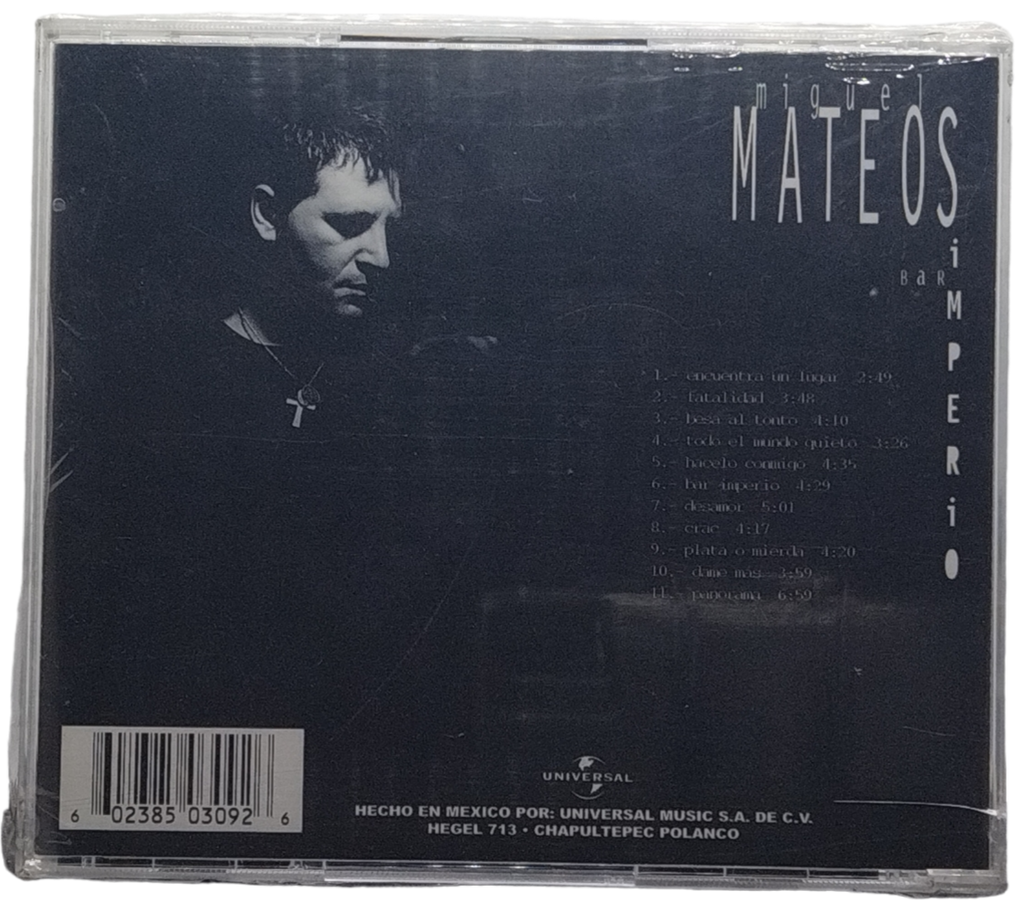 miguel
MATEOS
BaR
iMPERiO
1.- encuentra un lugar 2:49
2.- fatalidad 3:48
3.- besa al tonto 4:10
4.- todo el mundo quieto 3:26
5.- hacelo conmigo 4:35
6.- bar imperio 4:29
7.- desamor 5:01
8.- crac 4:17
9.- plata o mierda 4:20
10.- dame más 3:59
11.- panorama 6:59
6 02385 03092 6
UNIVERSAL
HECHO EN MEXICO POR: UNIVERSAL MUSIC S.A. DE C.V.
HEGEL 713 • CHAPULTEPEC POLANCO